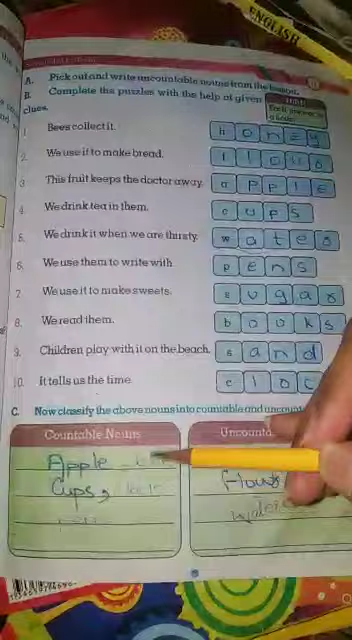 ENGLISH
A. Pick out and write uncountable nouns from the lesson.
B. Complete the puzzles with the help of given
clues.
Bees collect it. h o n e y
2. We use it to make bread. f l o u r
3. This fruit keeps the doctor away. a p p l e
4. We drink tea in them. c u p s
5. We drink it when we are thirsty. w a t e r
6. We use them to write with. p e n s
7. We use it to make sweets. s u g a r
8. We read them. b o o k s
9. Children play with it on the beach. s a n d
10. It tells us the time. c l o c
C. Now classify the above nouns into countable and uncount
Countable Nouns
Uncounta
Apple
Cups,
Flour
Water